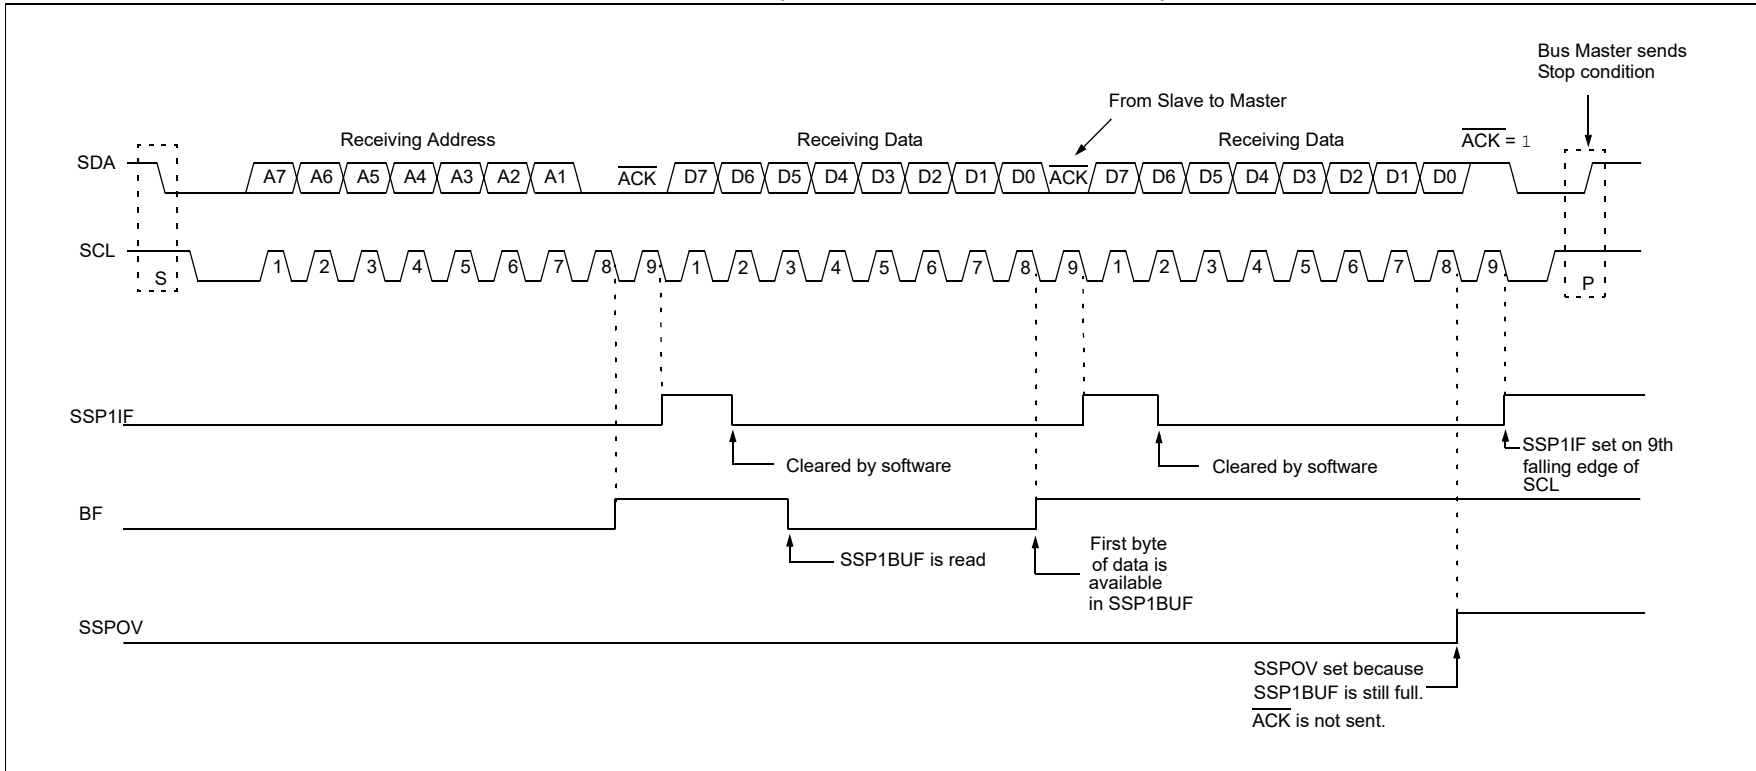 Bus Master sends
Stop condition
From Slave to Master
Receiving Address
Receiving Data
Receiving Data
ACK = 1
SDA
A7 A6 A5 A4 A3 A2 A1 ACK D7 D6 D5 D4 D3 D2 D1 D0 ACK D7 D6 D5 D4 D3 D2 D1 D0
SCL
S
1 2 3 4 5 6 7 8 9 1 2 3 4 5 6 7 8 9 1 2 3 4 5 6 7 8 9
P
SSP1IF
Cleared by software
Cleared by software
SSP1IF set on 9th
falling edge of
SCL
BF
SSP1BUF is read
First byte
of data is
available
in SSP1BUF
SSPOV
SSPOV set because
SSP1BUF is still full.
ACK is not sent.